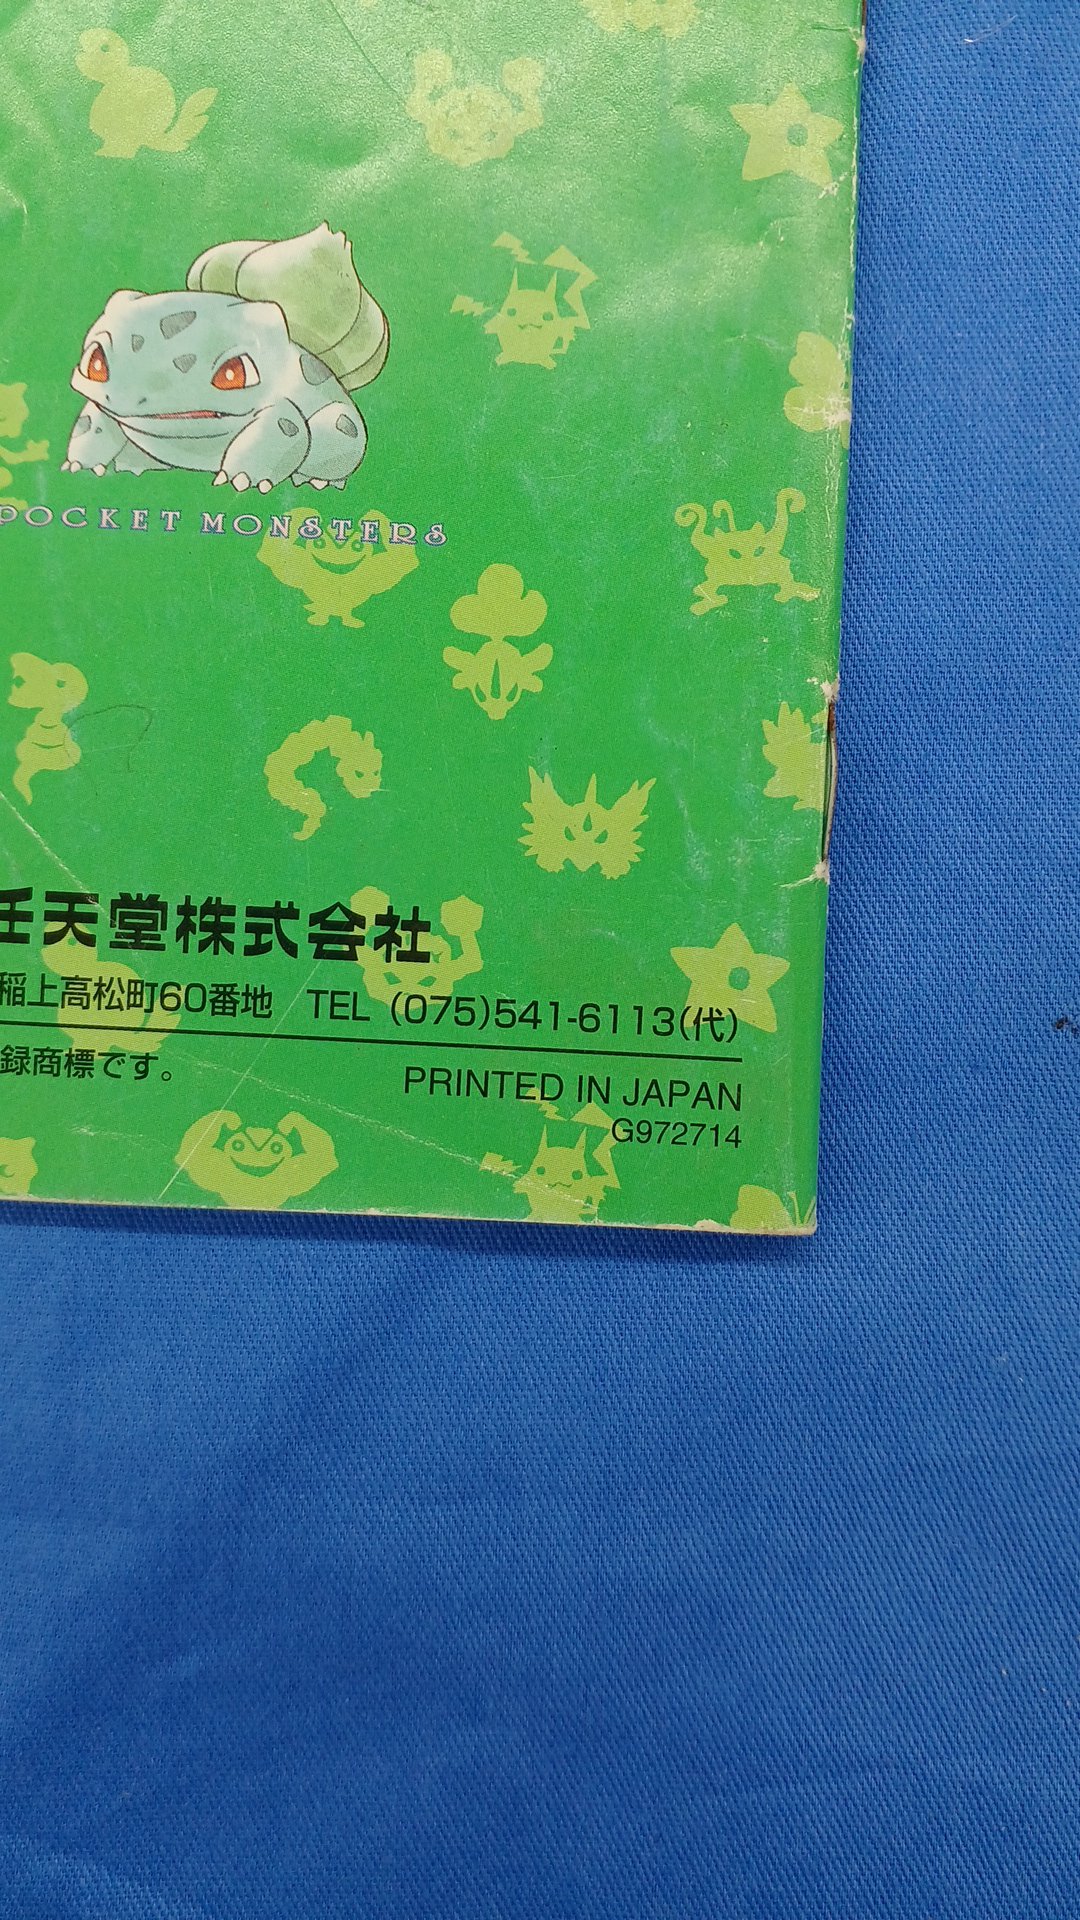 POCKET MONSTERS
任天堂株式会社
稲上高松町60番地 TEL (075)541-6113(代)
録商標です。
PRINTED IN JAPAN
G972714